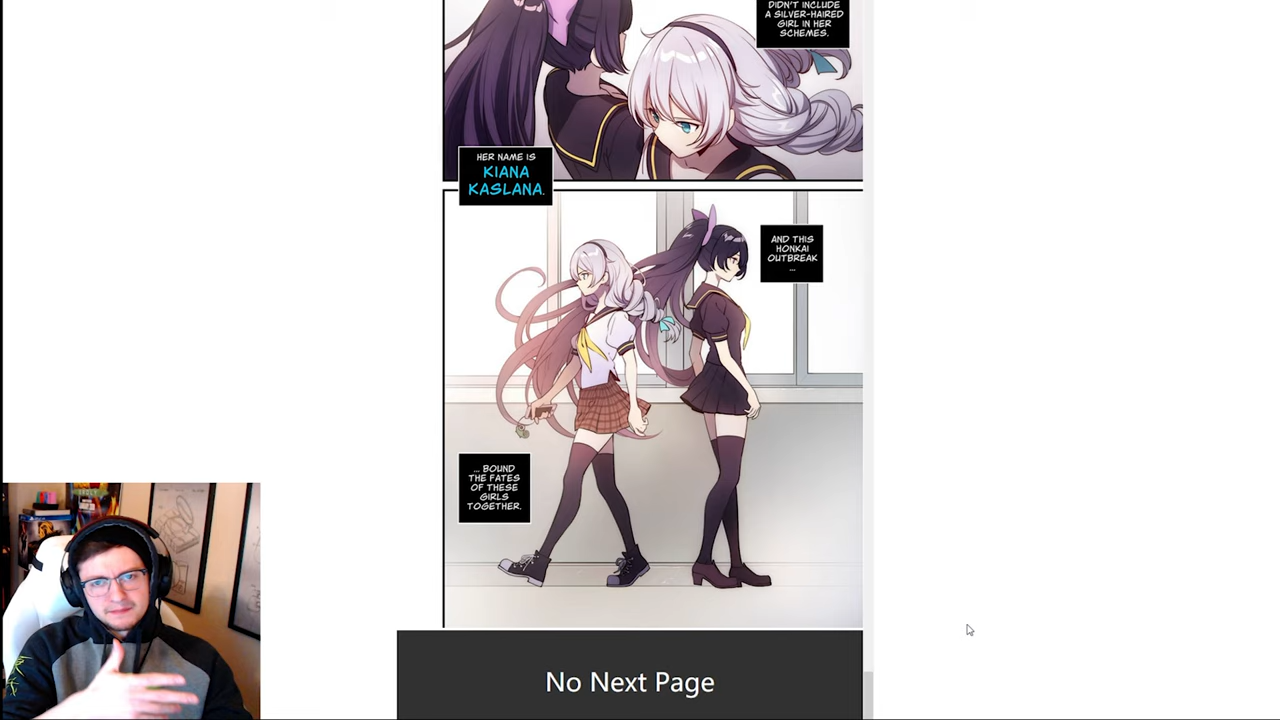 DIDN'T INCLUDE
A SILVER-HAIRED
GIRL IN HER
SCHEMES.
HER NAME IS
KIANA
KASLANA.
AND THIS
HONKAI
OUTBREAK
...
... BOUND
THE FATES
OF THESE
GIRLS
TOGETHER.
No Next Page